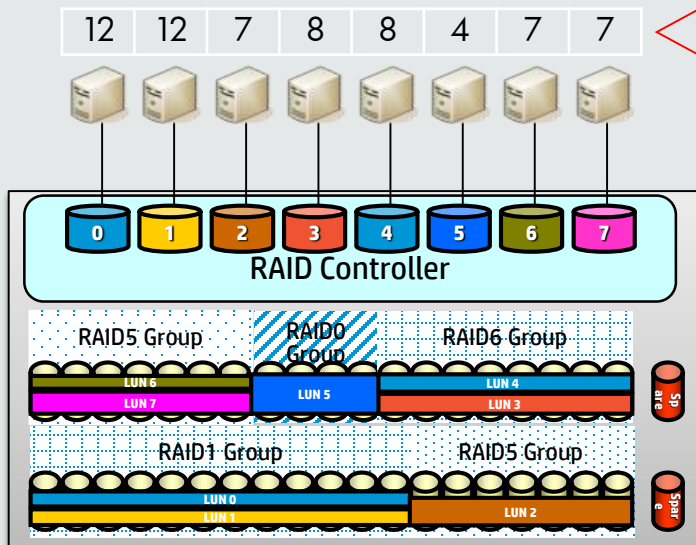 12 12 7 8 8 4 7 7
0 1 2 3 4 5 6 7
RAID Controller
RAID5 Group
RAID0
Group
RAID6 Group
LUN 6
LUN 7
LUN 5
LUN 4
LUN 3
Sp
are
RAID1 Group
RAID5 Group
LUN 0
LUN 1
LUN 2
Spar
e